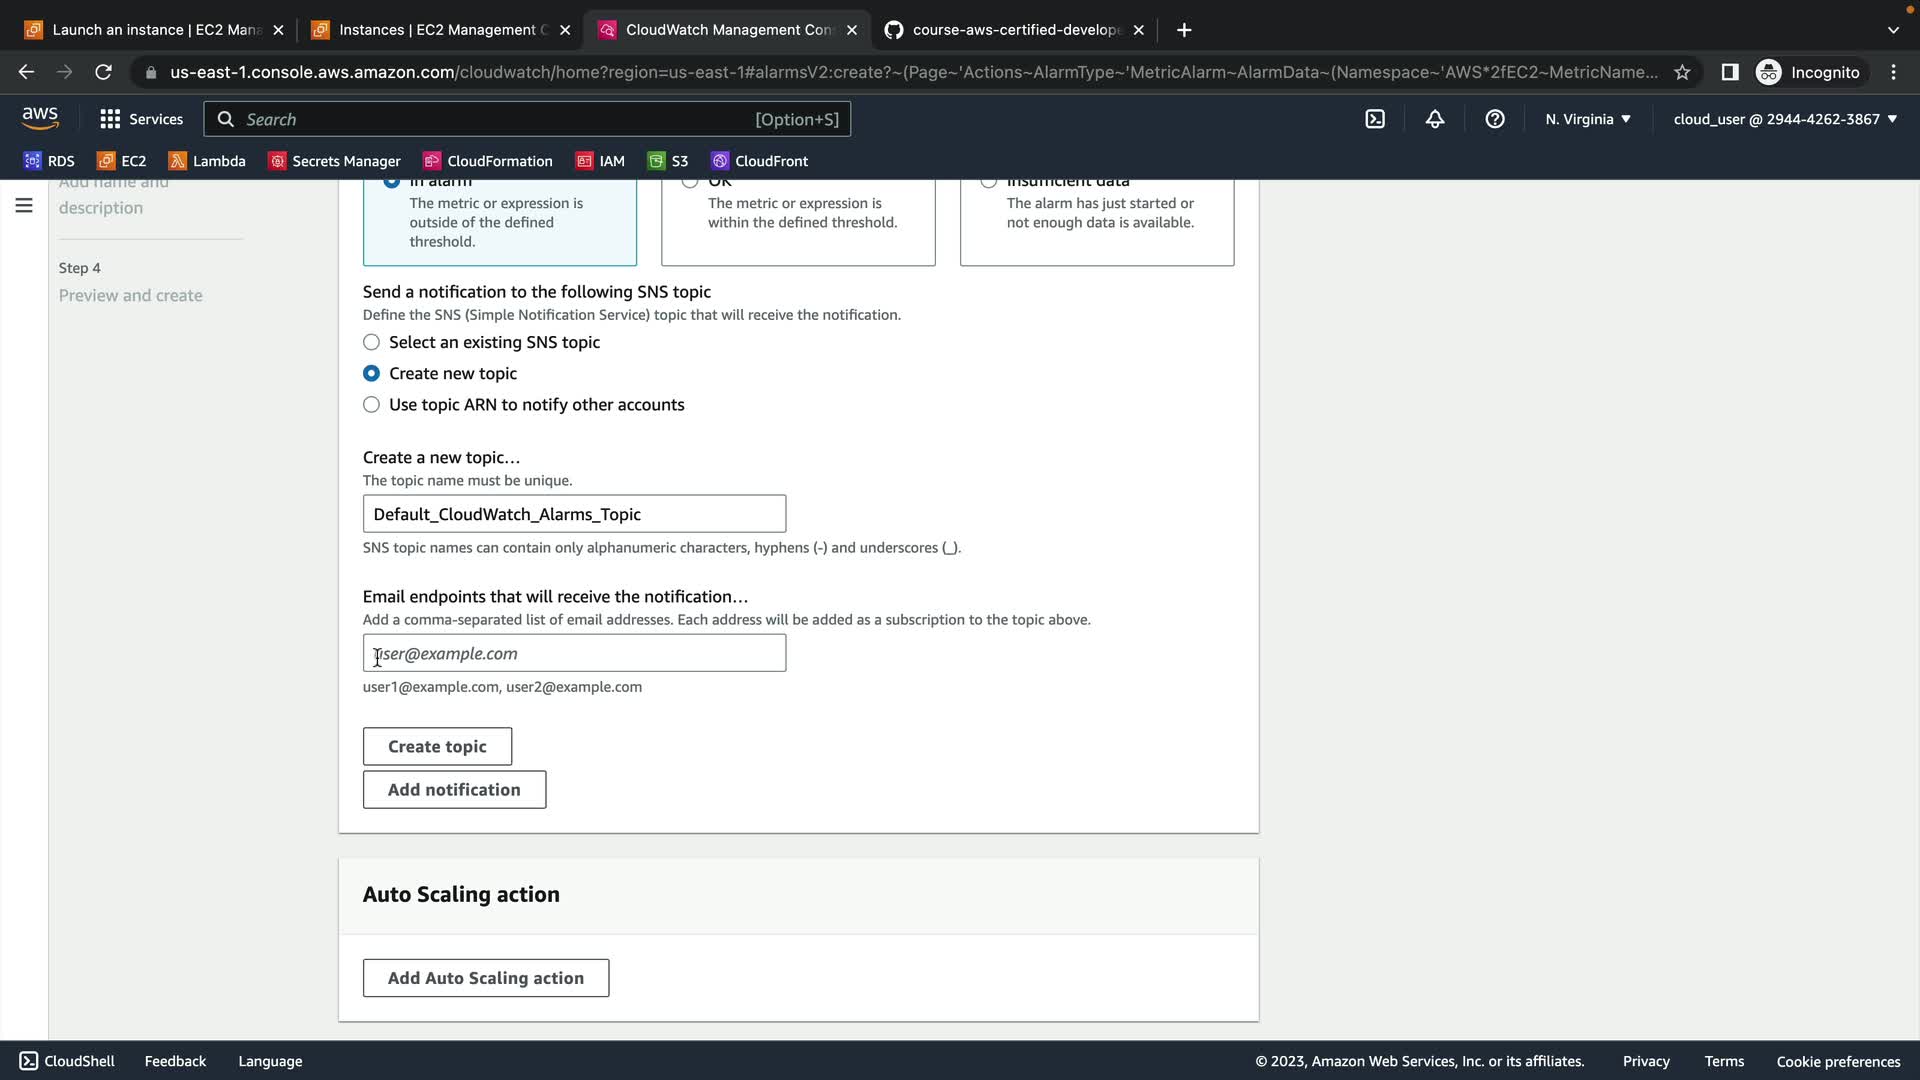 Launch an instance | EC2 Mana
Instances | EC2 Management C
CloudWatch Management Con
course-aws-certified-develope
us-east-1.console.aws.amazon.com/cloudwatch/home?region=us-east-1#alarmsV2:create?~(Page~'Actions~AlarmType~'MetricAlarm~AlarmData~(Namespace~'AWS*2fEC2~MetricName...
Incognito
aws
Services
Search
[Option+S]
N. Virginia
cloud_user @ 2944-4262-3867
RDS
EC2
Lambda
Secrets Manager
CloudFormation
IAM
S3
CloudFront
Add name and
description
Step 4
Preview and create
In alarm
The metric or expression is
outside of the defined
threshold.
OK
The metric or expression is
within the defined threshold.
Insufficient data
The alarm has just started or
not enough data is available.
Send a notification to the following SNS topic
Define the SNS (Simple Notification Service) topic that will receive the notification.
Select an existing SNS topic
Create new topic
Use topic ARN to notify other accounts
Create a new topic…
The topic name must be unique.
Default_CloudWatch_Alarms_Topic
SNS topic names can contain only alphanumeric characters, hyphens (-) and underscores (_).
Email endpoints that will receive the notification…
Add a comma-separated list of email addresses. Each address will be added as a subscription to the topic above.
user@example.com
user1@example.com, user2@example.com
Create topic
Add notification
Auto Scaling action
Add Auto Scaling action
CloudShell
Feedback
Language
© 2023, Amazon Web Services, Inc. or its affiliates.
Privacy
Terms
Cookie preferences